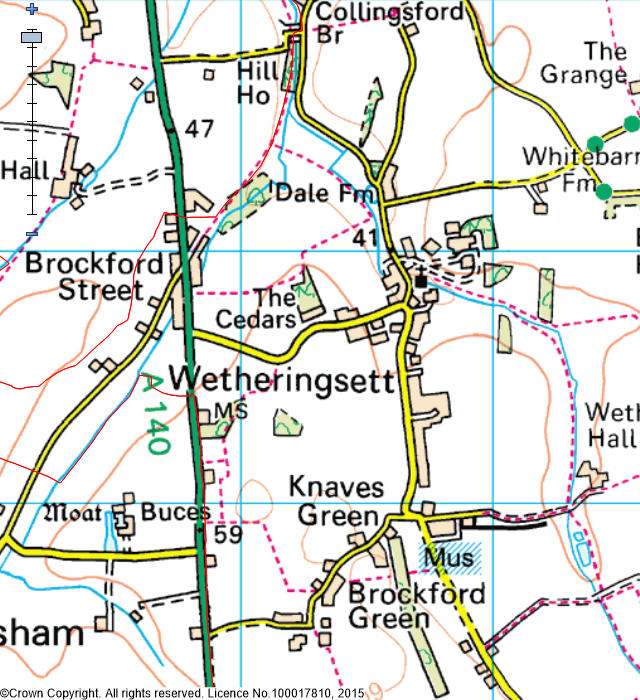 Collingsford
Br
The
Grange
Hill
Ho
47
Whitebarn
Fm
Hall
Dale Fm
41
Brockford
Street
The
Cedars
Wetheringsett
A 140
MS
Weth
Hall
Knaves
Green
Moat
Buces
59
Mus
Brockford
Green
sham
©Crown Copyright. All rights reserved. Licence No.100017810, 2015.